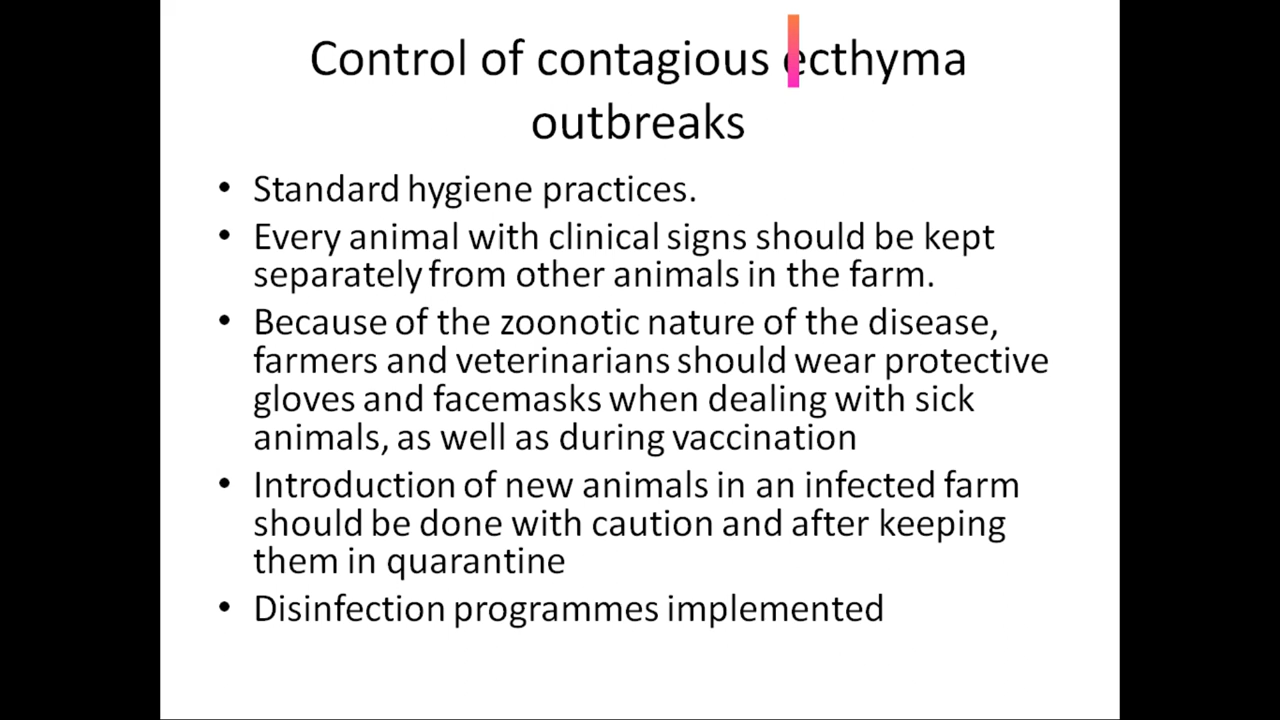 Control of contagious ecthyma
outbreaks
• Standard hygiene practices.
• Every animal with clinical signs should be kept
separately from other animals in the farm.
• Because of the zoonotic nature of the disease,
farmers and veterinarians should wear protective
gloves and facemasks when dealing with sick
animals, as well as during vaccination
• Introduction of new animals in an infected farm
should be done with caution and after keeping
them in quarantine
• Disinfection programmes implemented